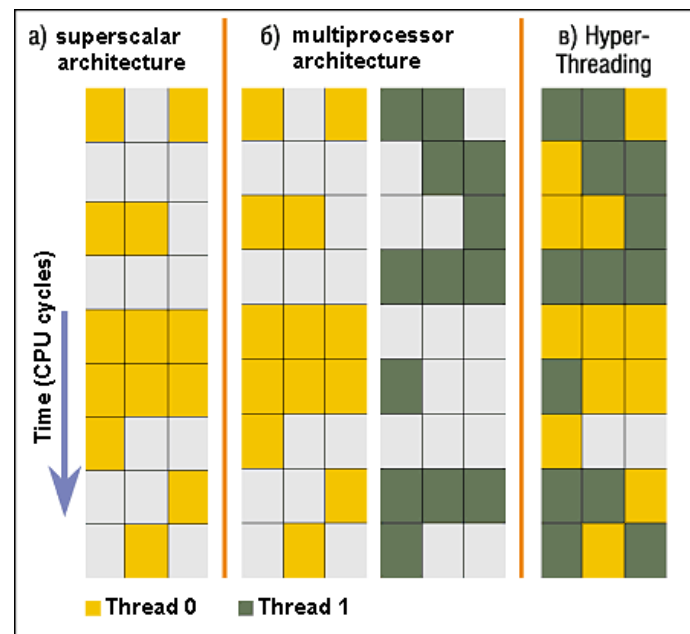 а) superscalar
architecture
б) multiprocessor
architecture
в) Hyper-
Threading
Time (CPU cycles)
Thread 0
Thread 1